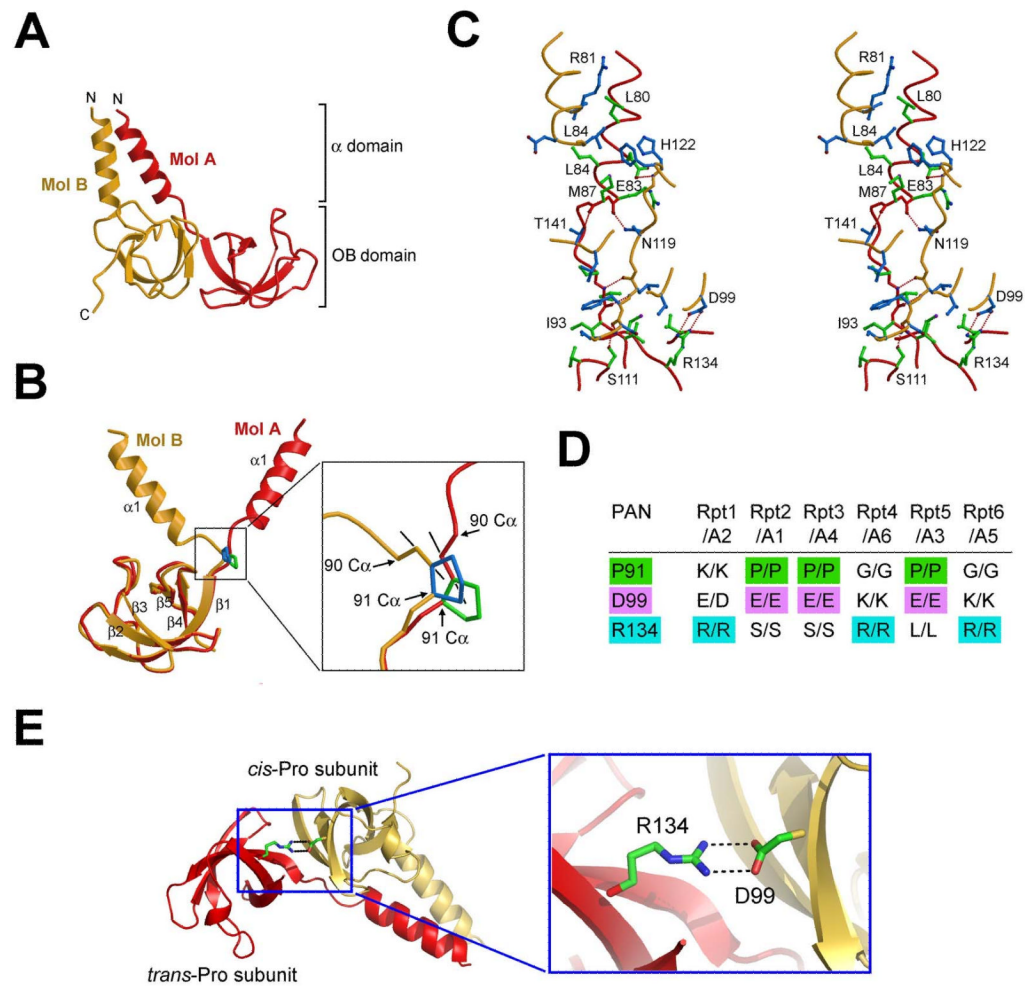 A
N N
Mol A
Mol B
α domain
OB domain
C
B
Mol B
Mol A
α1
α1
β1
β3
β5
β2
β4
90 Cα
90 Cα
91 Cα
91 Cα
C
R81
L80
L84
H122
L84
E83
M87
T141
N119
D99
I93
R134
S111
R81
L80
L84
H122
L84
E83
M87
T141
N119
D99
I93
R134
S111
D
PAN Rpt1 Rpt2 Rpt3 Rpt4 Rpt5 Rpt6
/A2 /A1 /A4 /A6 /A3 /A5
P91 K/K P/P P/P G/G P/P G/G
D99 E/D E/E E/E K/K E/E K/K
R134 R/R S/S S/S R/R L/L R/R
E
cis-Pro subunit
trans-Pro subunit
R134
D99